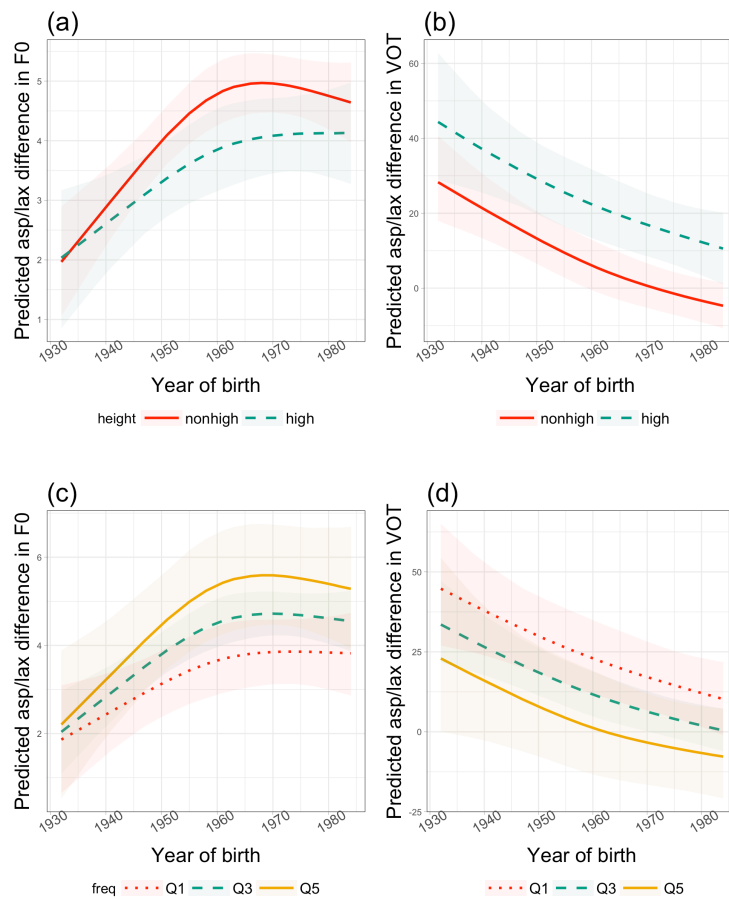 (a)
Predicted asp/lax difference in F0
5
4
3
2
1
1930 1940 1950 1960 1970 1980
Year of birth
height nonhigh high
(b)
Predicted asp/lax difference in VOT
60
40
20
0
1930 1940 1950 1960 1970 1980
Year of birth
nonhigh high
(c)
Predicted asp/lax difference in F0
6
4
2
1930 1940 1950 1960 1970 1980
Year of birth
freq Q1 Q3 Q5
(d)
Predicted asp/lax difference in VOT
50
25
0
-25
1930 1940 1950 1960 1970 1980
Year of birth
Q1 Q3 Q5